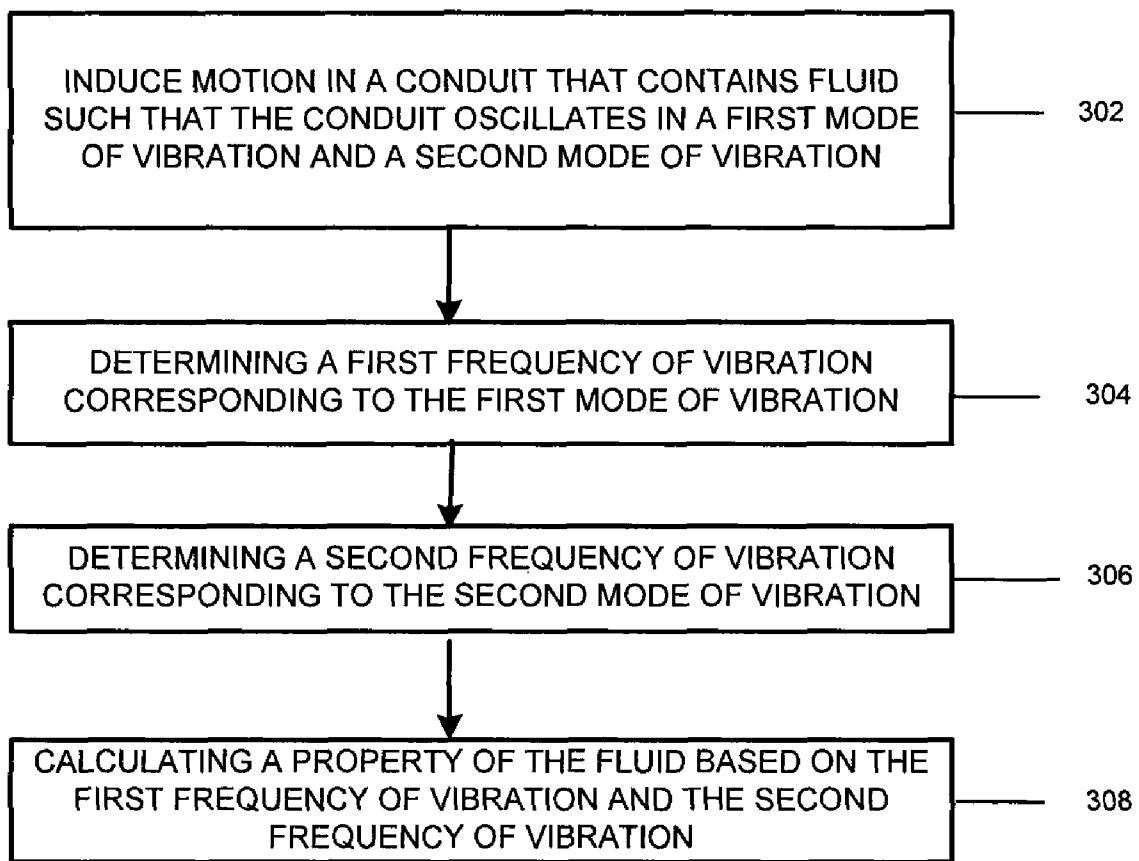 INDUCE MOTION IN A CONDUIT THAT CONTAINS FLUID
SUCH THAT THE CONDUIT OSCILLATES IN A FIRST MODE
OF VIBRATION AND A SECOND MODE OF VIBRATION
302
DETERMINING A FIRST FREQUENCY OF VIBRATION
CORRESPONDING TO THE FIRST MODE OF VIBRATION
304
DETERMINING A SECOND FREQUENCY OF VIBRATION
CORRESPONDING TO THE SECOND MODE OF VIBRATION
306
CALCULATING A PROPERTY OF THE FLUID BASED ON THE
FIRST FREQUENCY OF VIBRATION AND THE SECOND
FREQUENCY OF VIBRATION
308